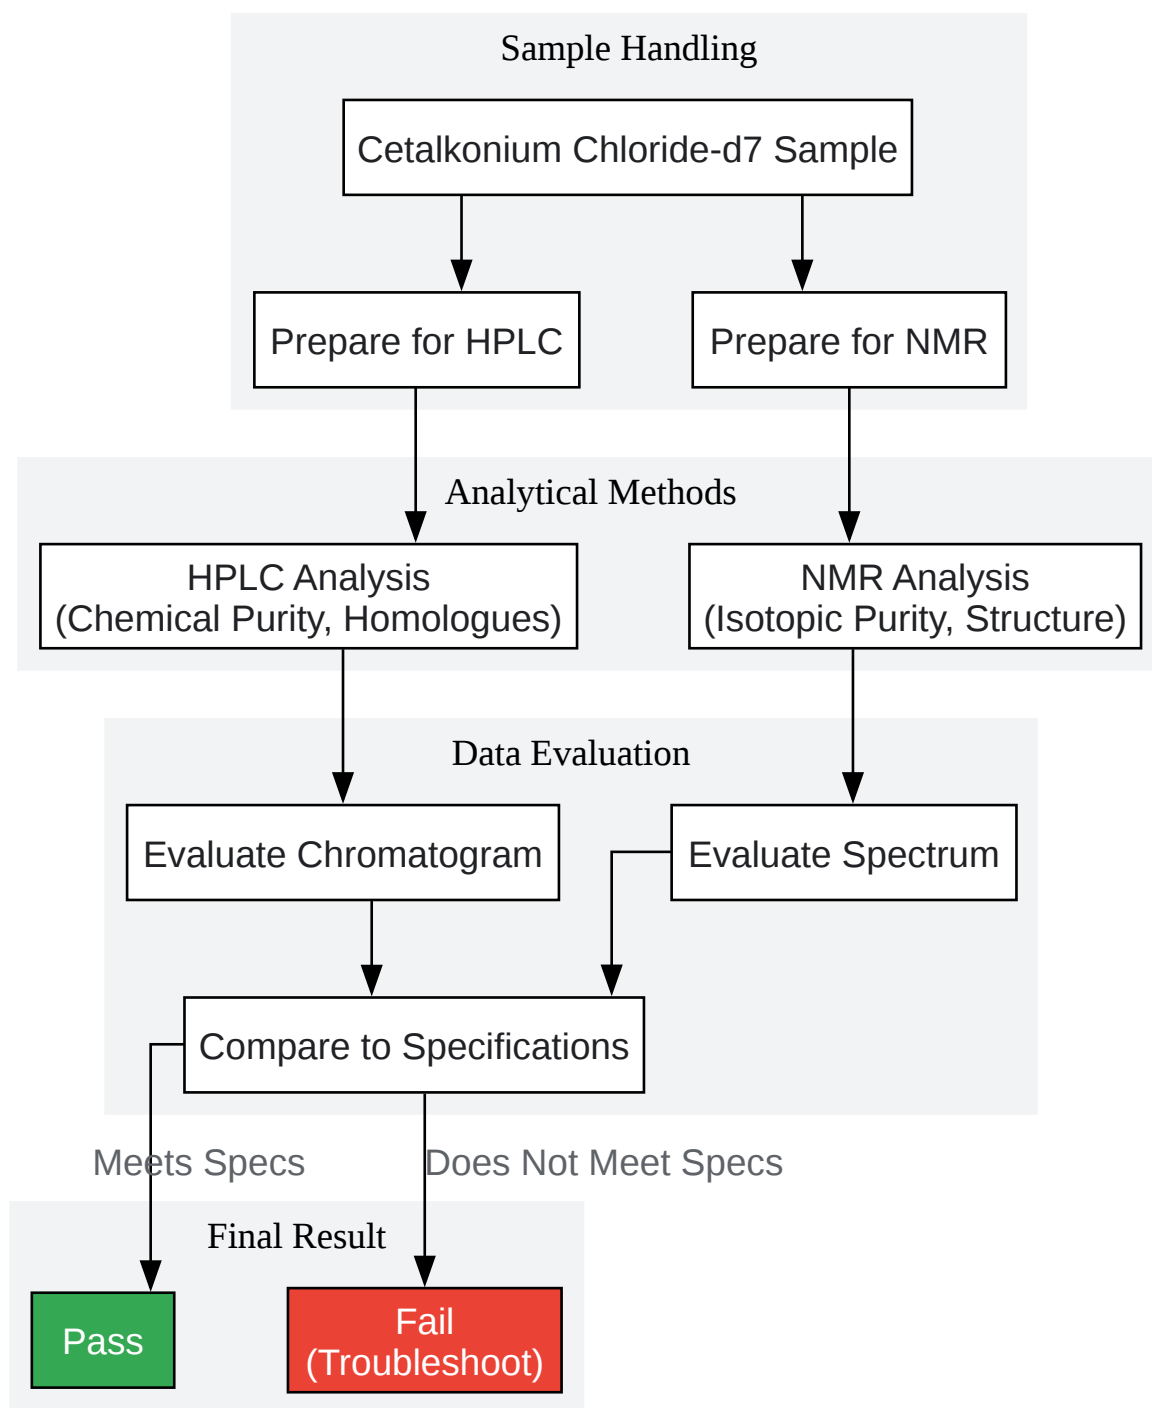 Sample Handling
Cetalkonium Chloride-d7 Sample
Prepare for HPLC
Prepare for NMR
Analytical Methods
HPLC Analysis
(Chemical Purity, Homologues)
NMR Analysis
(Isotopic Purity, Structure)
Data Evaluation
Evaluate Chromatogram
Evaluate Spectrum
Compare to Specifications
Meets Specs
Does Not Meet Specs
Final Result
Pass
Fail
(Troubleshoot)